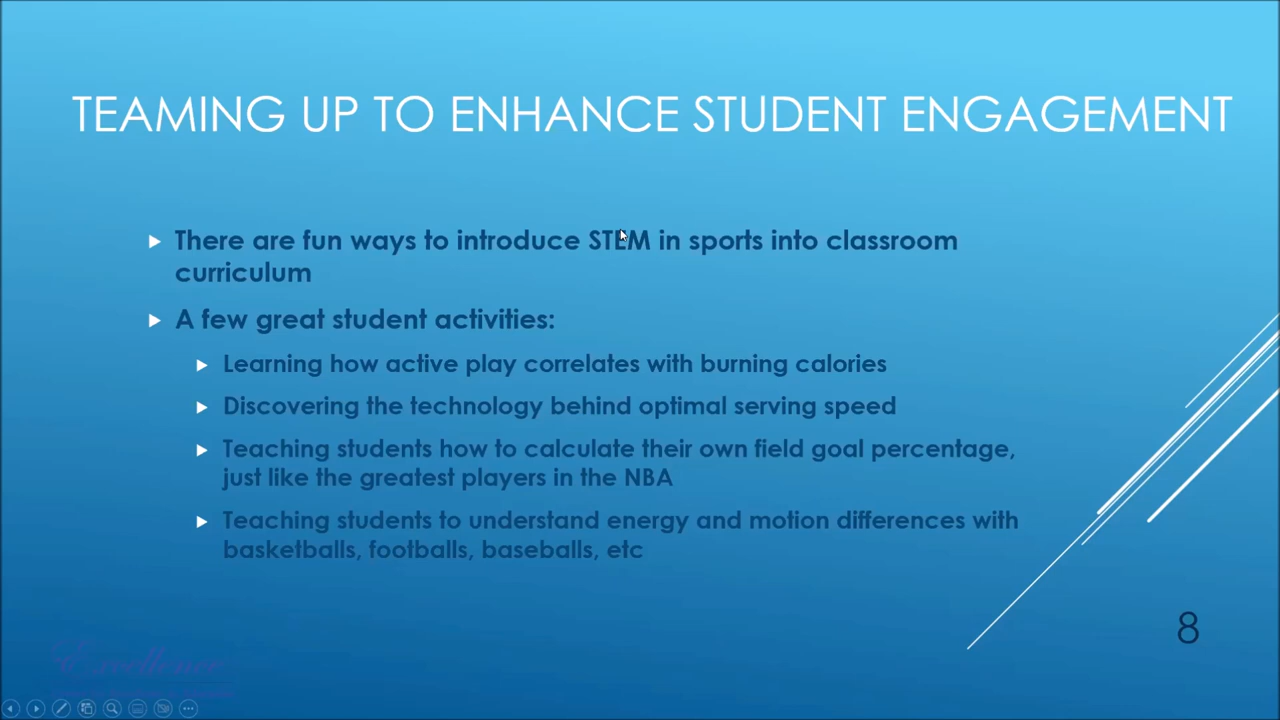 TEAMING UP TO ENHANCE STUDENT ENGAGEMENT
There are fun ways to introduce STEM in sports into classroom
curriculum
A few great student activities:
Learning how active play correlates with burning calories
Discovering the technology behind optimal serving speed
Teaching students how to calculate their own field goal percentage,
just like the greatest players in the NBA
Teaching students to understand energy and motion differences with
basketballs, footballs, baseballs, etc
8
Excellence